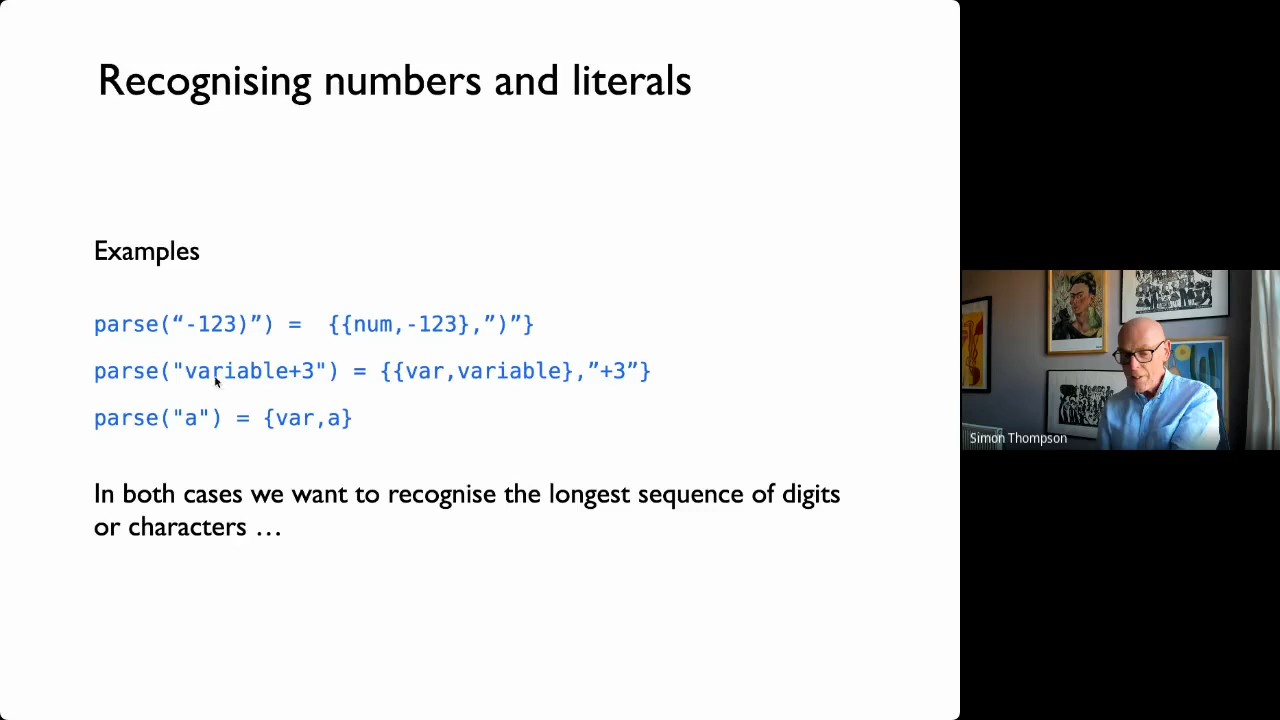 Recognising numbers and literals
Examples
parse(“-123)”) = {{num,-123},”)”}
parse("variable+3") = {{var,variable},”+3”}
parse("a") = {var,a}
In both cases we want to recognise the longest sequence of digits
or characters …
Simon Thompson